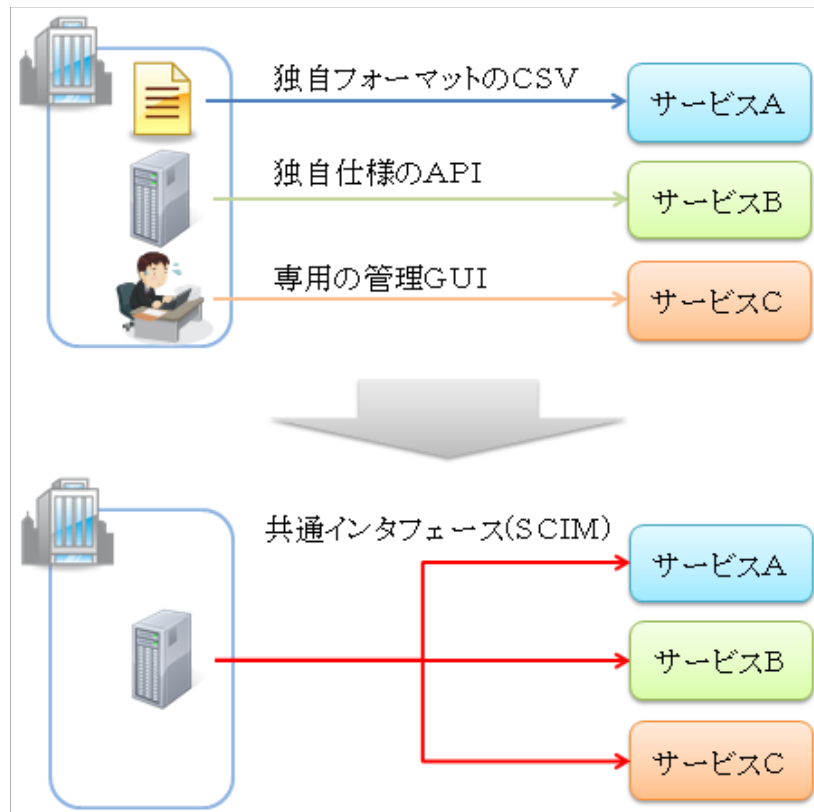 独自フォーマットのCSV
サービスA
独自仕様のAPI
サービスB
専用の管理GUI
サービスC
共通インタフェース(SCIM)
サービスA
サービスB
サービスC